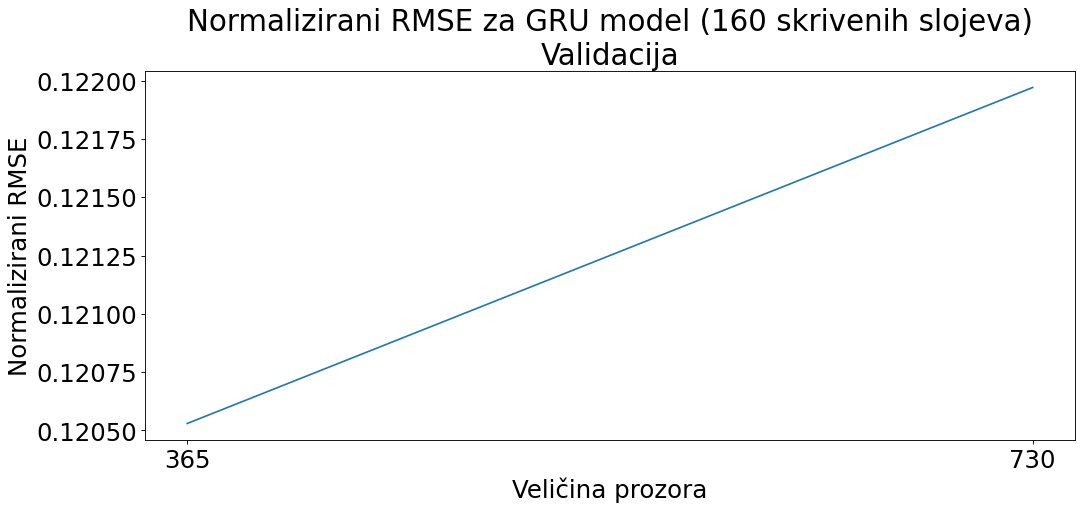 Normalizirani RMSE za GRU model (160 skrivenih slojeva)
Validacija
Normalizirani RMSE
0.12200
0.12175
0.12150
0.12125
0.12100
0.12075
0.12050
365
730
Veličina prozora